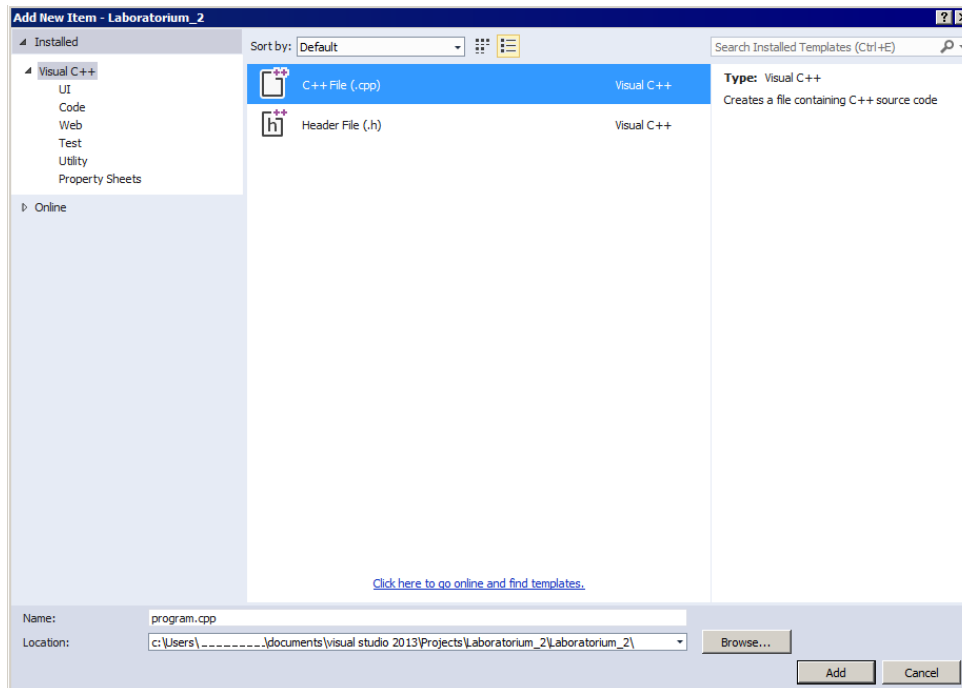 Add New Item - Laboratorium_2
Installed
Sort by: Default
Search Installed Templates (Ctrl+E)
Visual C++
UI
Code
Web
Test
Utility
Property Sheets
Online
C++ File (.cpp) Visual C++
Header File (.h) Visual C++
Type: Visual C++
Creates a file containing C++ source code
Click here to go online and find templates.
Name: program.cpp
Location: c:\Users\_________\documents\visual studio 2013\Projects\Laboratorium_2\Laboratorium_2\
Browse...
Add Cancel